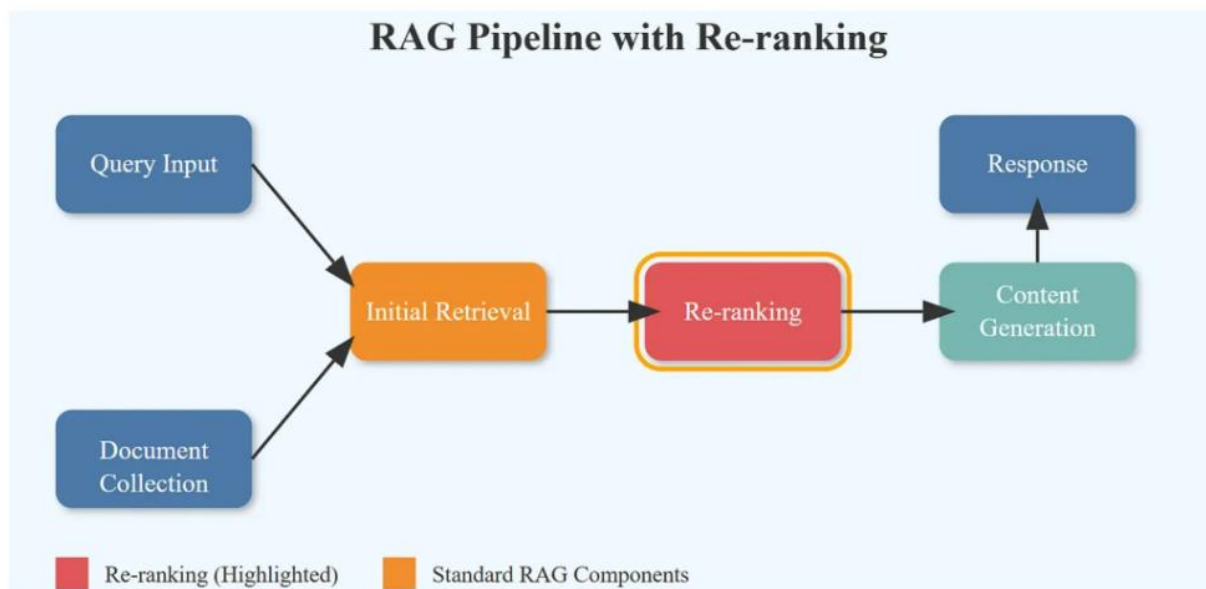 RAG Pipeline with Re-ranking
Query Input
Response
Initial Retrieval
Re-ranking
Content
Generation
Document
Collection
Re-ranking (Highlighted)
Standard RAG Components